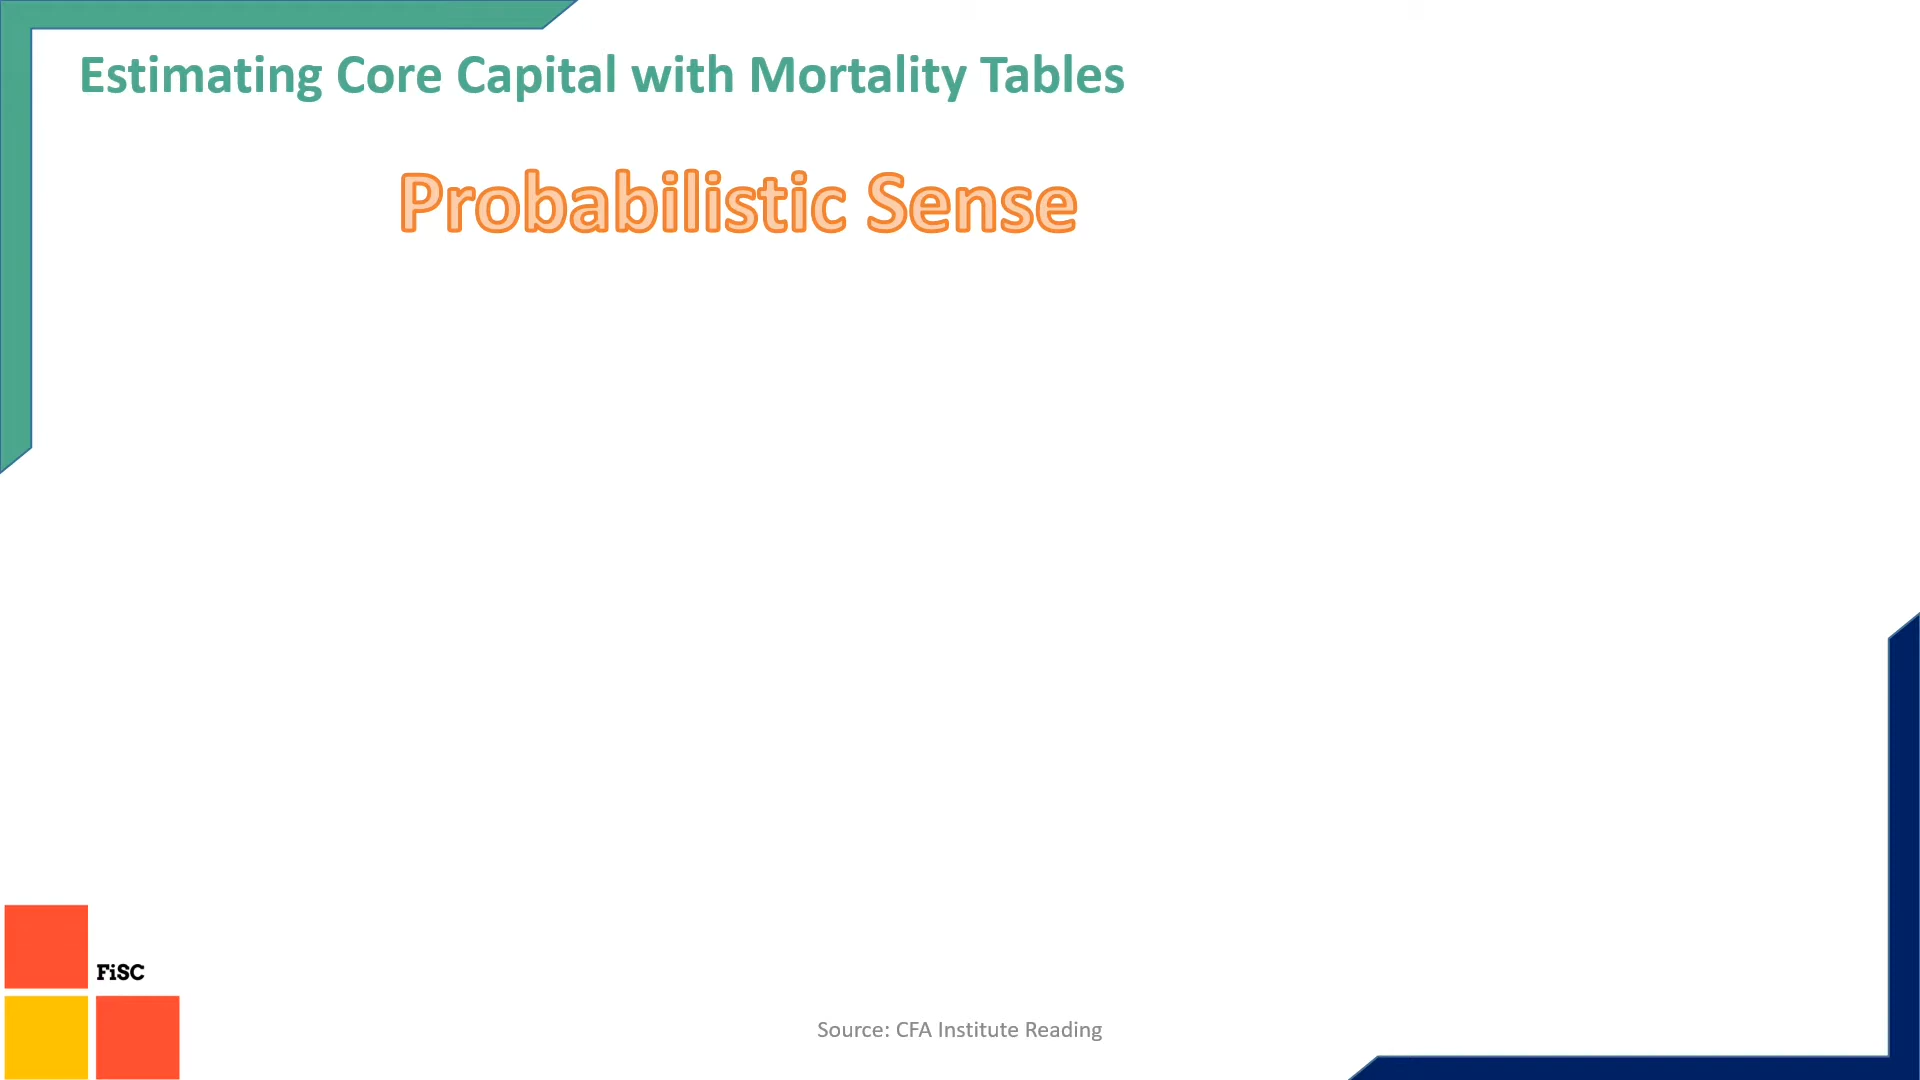 Estimating Core Capital with Mortality Tables
Probabilistic Sense
FiSC
Source: CFA Institute Reading